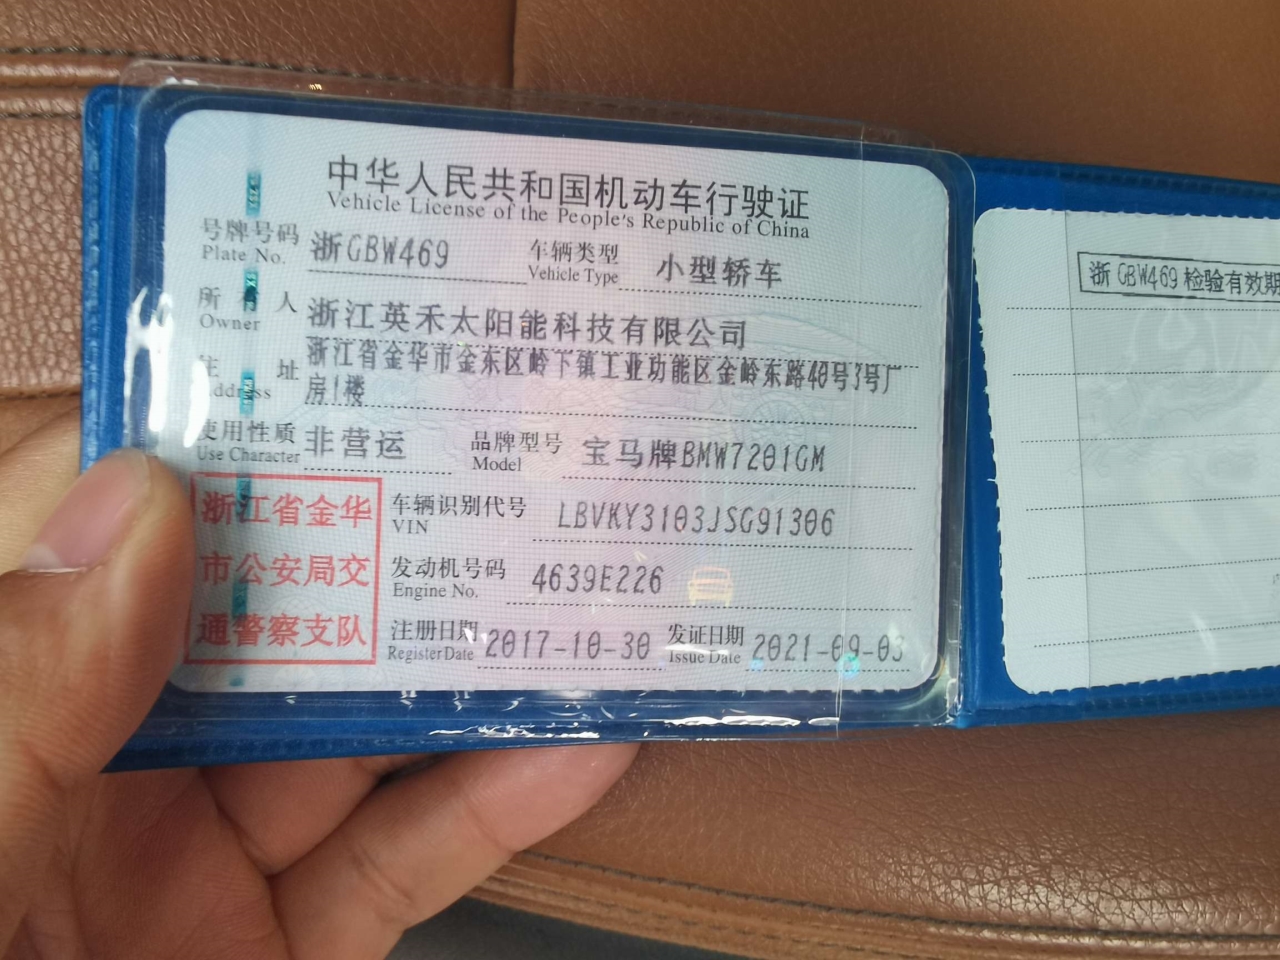 中华人民共和国机动车行驶证
Vehicle License of the People's Republic of China
号牌号码 浙GBW469 车辆类型 小型轿车
Plate No. Vehicle Type
所有人 浙江英禾太阳能科技有限公司
Owner
住址 浙江省金华市金东区岭下镇工业功能区金岭东路40号3号厂
Address 房1楼
使用性质 非营运 品牌型号 宝马牌BMW7201GM
Use Character Model
浙江省金华 车辆识别代号 LBVKY3103JSG91306
VIN
市公安局交 发动机号码 4639E226
Engine No.
通警察支队 注册日期 2017-10-30 发证日期 2021-09-03
Register Date Issue Date
浙GBW469检验有效期